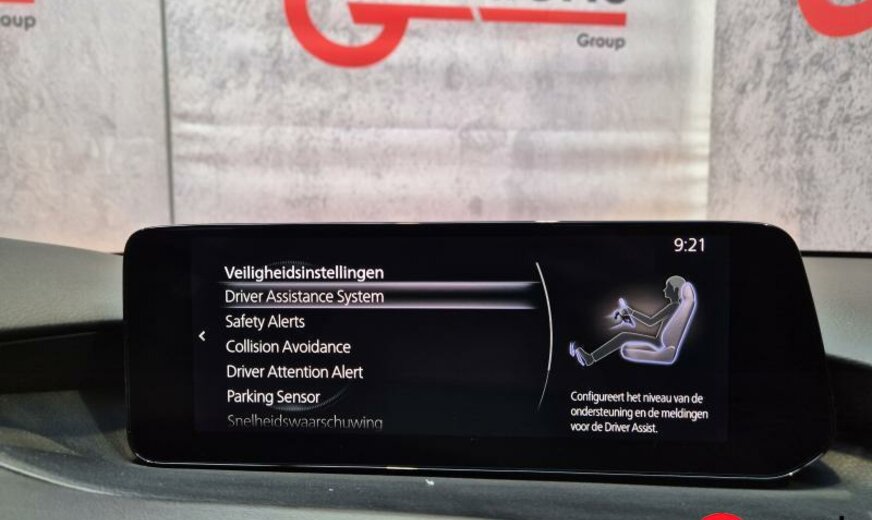 oup
Group
9:21
Veiligheidsinstellingen
Driver Assistance System
Safety Alerts
Collision Avoidance
Driver Attention Alert
Parking Sensor
Snelheidswaarschuwing
Configureert het niveau van de
ondersteuning en de meldingen
voor de Driver Assist.